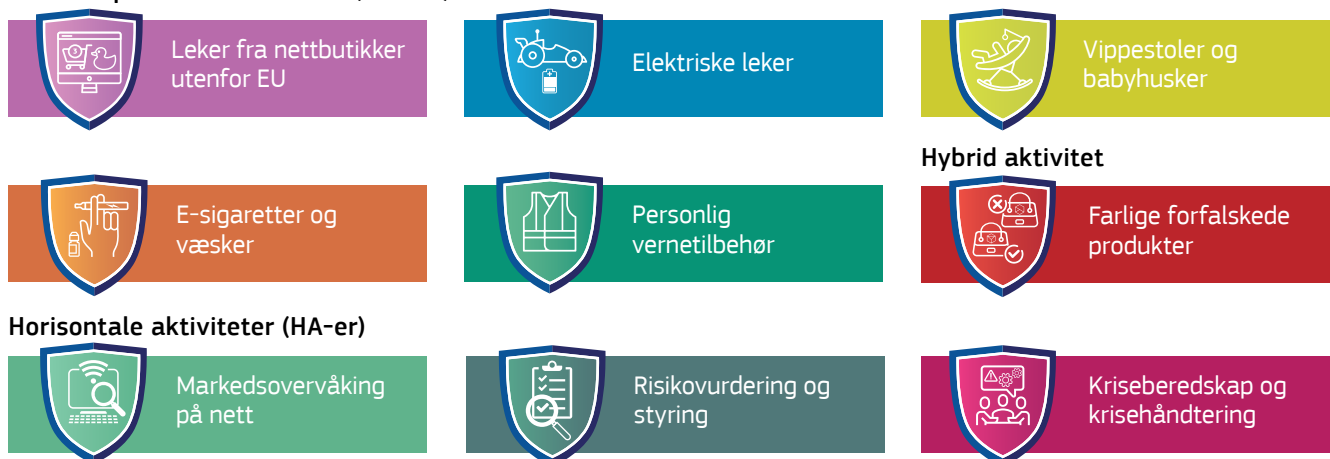 Leker fra nettbutikker
utenfor EU
Elektriske leker
Vippestoler og
babyhusker
E-sigaretter og
væsker
Personlig
vernetilbehør
Hybrid aktivitet
Farlige forfalskede
produkter
Horisontale aktiviteter (HA-er)
Markedsovervåking
på nett
Risikovurdering og
styring
Kriseberedskap og
krisehåndtering